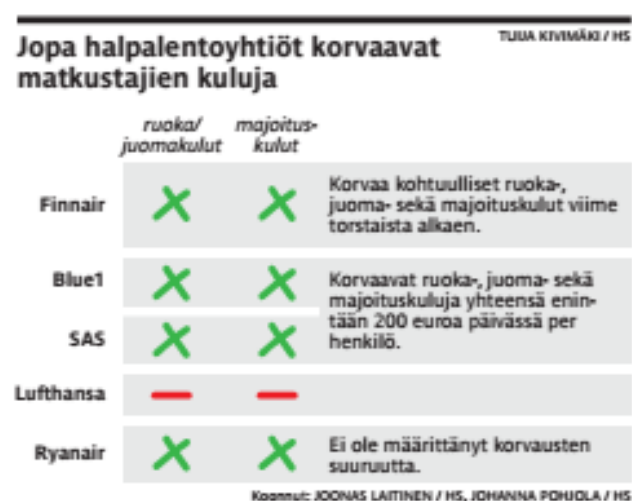 TUIJA KIVIMÄKI / HS
Jopa halpalentoyhtiöt korvaavat
matkustajien kuluja
ruoka/
juomakulut
majoitus-
kulut
Finnair
Korvaa kohtuulliset ruoka-,
juoma- sekä majoituskulut viime
torstaista alkaen.
Blue1
SAS
Korvaavat ruoka-, juoma- sekä
majoituskuluja yhteensä enin-
tään 200 euroa päivässä per
henkilö.
Lufthansa
Ryanair
Ei ole määrittänyt korvausten
suuruutta.
Koonnut: JOONAS LAITINEN / HS, JOHANNA POHJOLA / HS